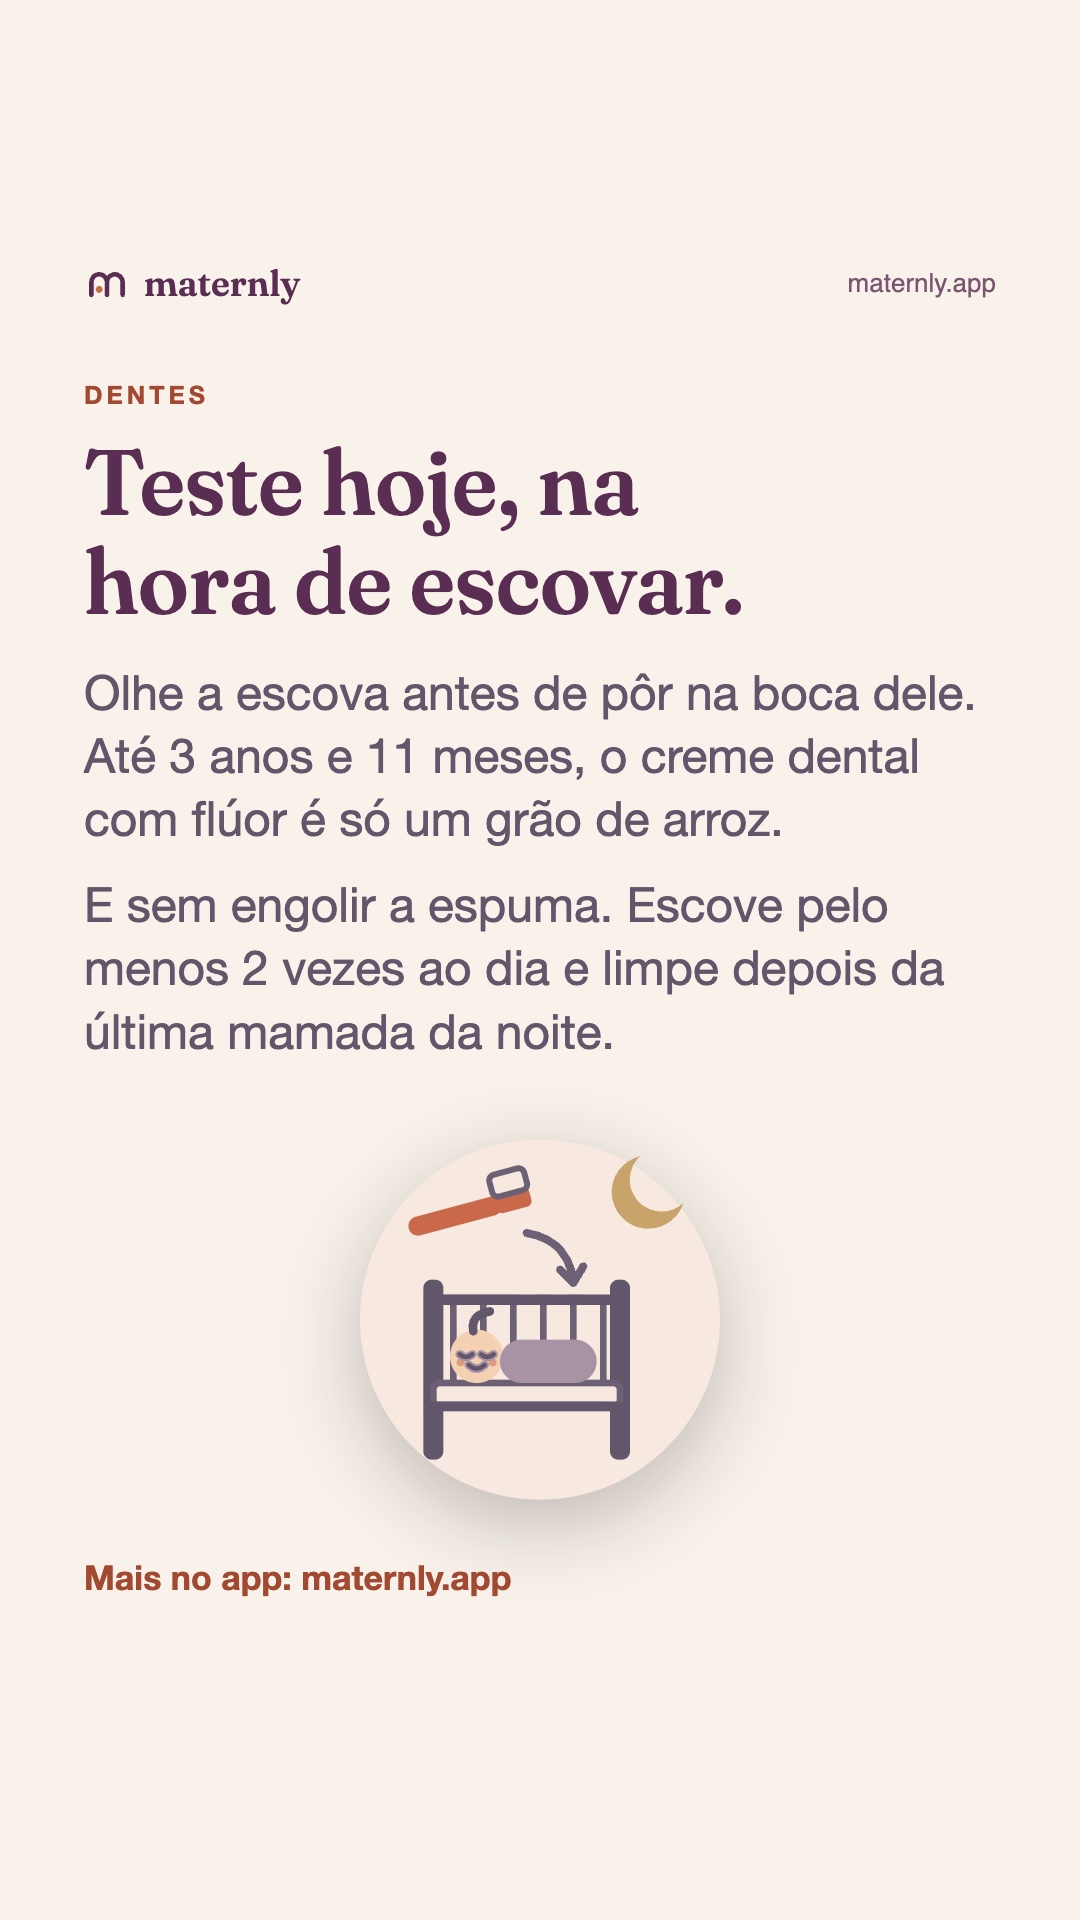 maternly
maternly.app
DENTES
Teste hoje, na
hora de escovar.
Olhe a escova antes de pôr na boca dele.
Até 3 anos e 11 meses, o creme dental
com flúor é só um grão de arroz.
E sem engolir a espuma. Escove pelo
menos 2 vezes ao dia e limpe depois da
última mamada da noite.
Mais no app: maternly.app